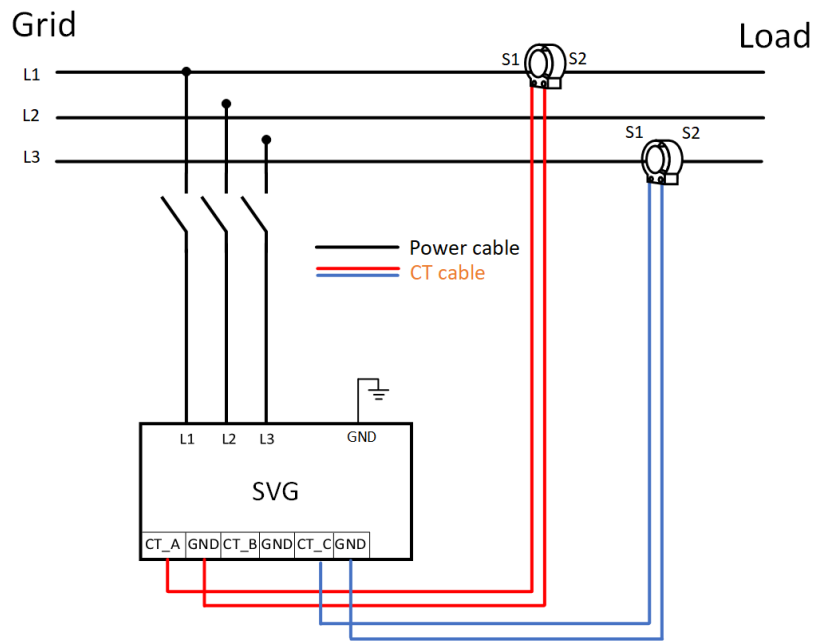 Grid
Load
S1 S2
L1
L2
S1 S2
L3
Power cable
CT cable
L1 L2 L3 GND
SVG
CT_A GND CT_B GND CT_C GND